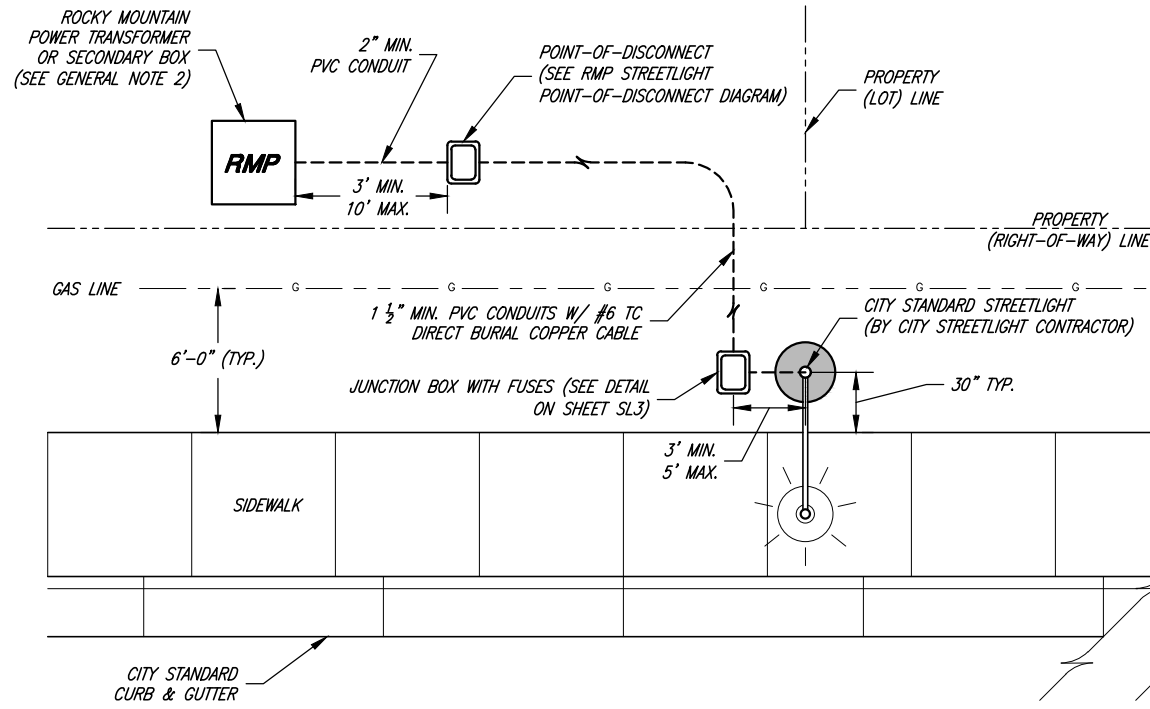 ROCKY MOUNTAIN
POWER TRANSFORMER
OR SECONDARY BOX
(SEE GENERAL NOTE 2)
2" MIN.
PVC CONDUIT
POINT-OF-DISCONNECT
(SEE RMP STREETLIGHT
POINT-OF-DISCONNECT DIAGRAM)
PROPERTY
(LOT) LINE
RMP
3' MIN.
10' MAX.
PROPERTY
(RIGHT-OF-WAY) LINE
GAS LINE
G
G
G
G
G
G
1 1/2" MIN. PVC CONDUITS W/ #6 TC
DIRECT BURIAL COPPER CABLE
CITY STANDARD STREETLIGHT
(BY CITY STREETLIGHT CONTRACTOR)
6'-0" (TYP.)
JUNCTION BOX WITH FUSES (SEE DETAIL
ON SHEET SL3)
30" TYP.
3' MIN.
5' MAX.
SIDEWALK
CITY STANDARD
CURB & GUTTER